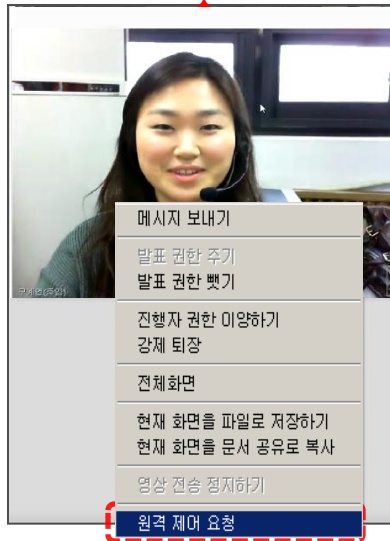 메시지 보내기
발표 권한 주기
발표 권한 뺏기
진행자 권한 이양하기
강제 퇴장
전체화면
현재 화면을 파일로 저장하기
현재 화면을 문서 공유로 복사
영상 전송 정지하기
원격 제어 요청